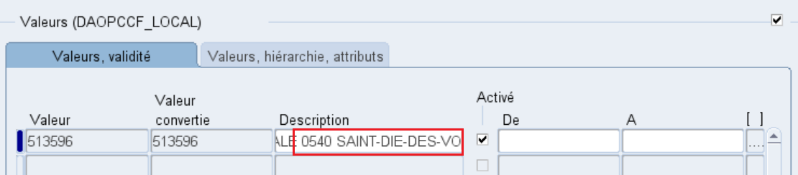 Valeurs (DAOPCCF_LOCAL)
Valeurs, validité
Valeurs, hiérarchie, attributs
Valeur
Valeur convertie
Description
Activé
De
A
[ ]
513596
513596
ALE 0540 SAINT-DIE-DES-VO
....